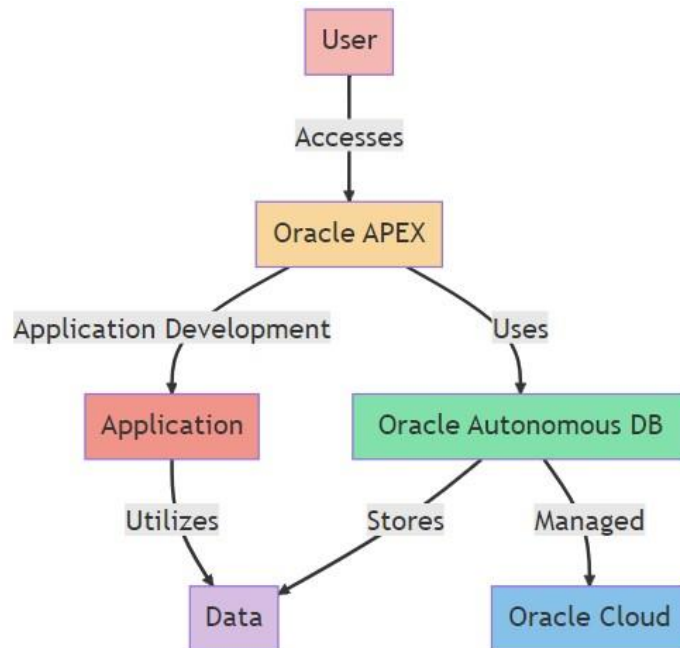 User
Accesses
Oracle APEX
Application Development
Uses
Application
Oracle Autonomous DB
Utilizes
Stores
Managed
Data
Oracle Cloud